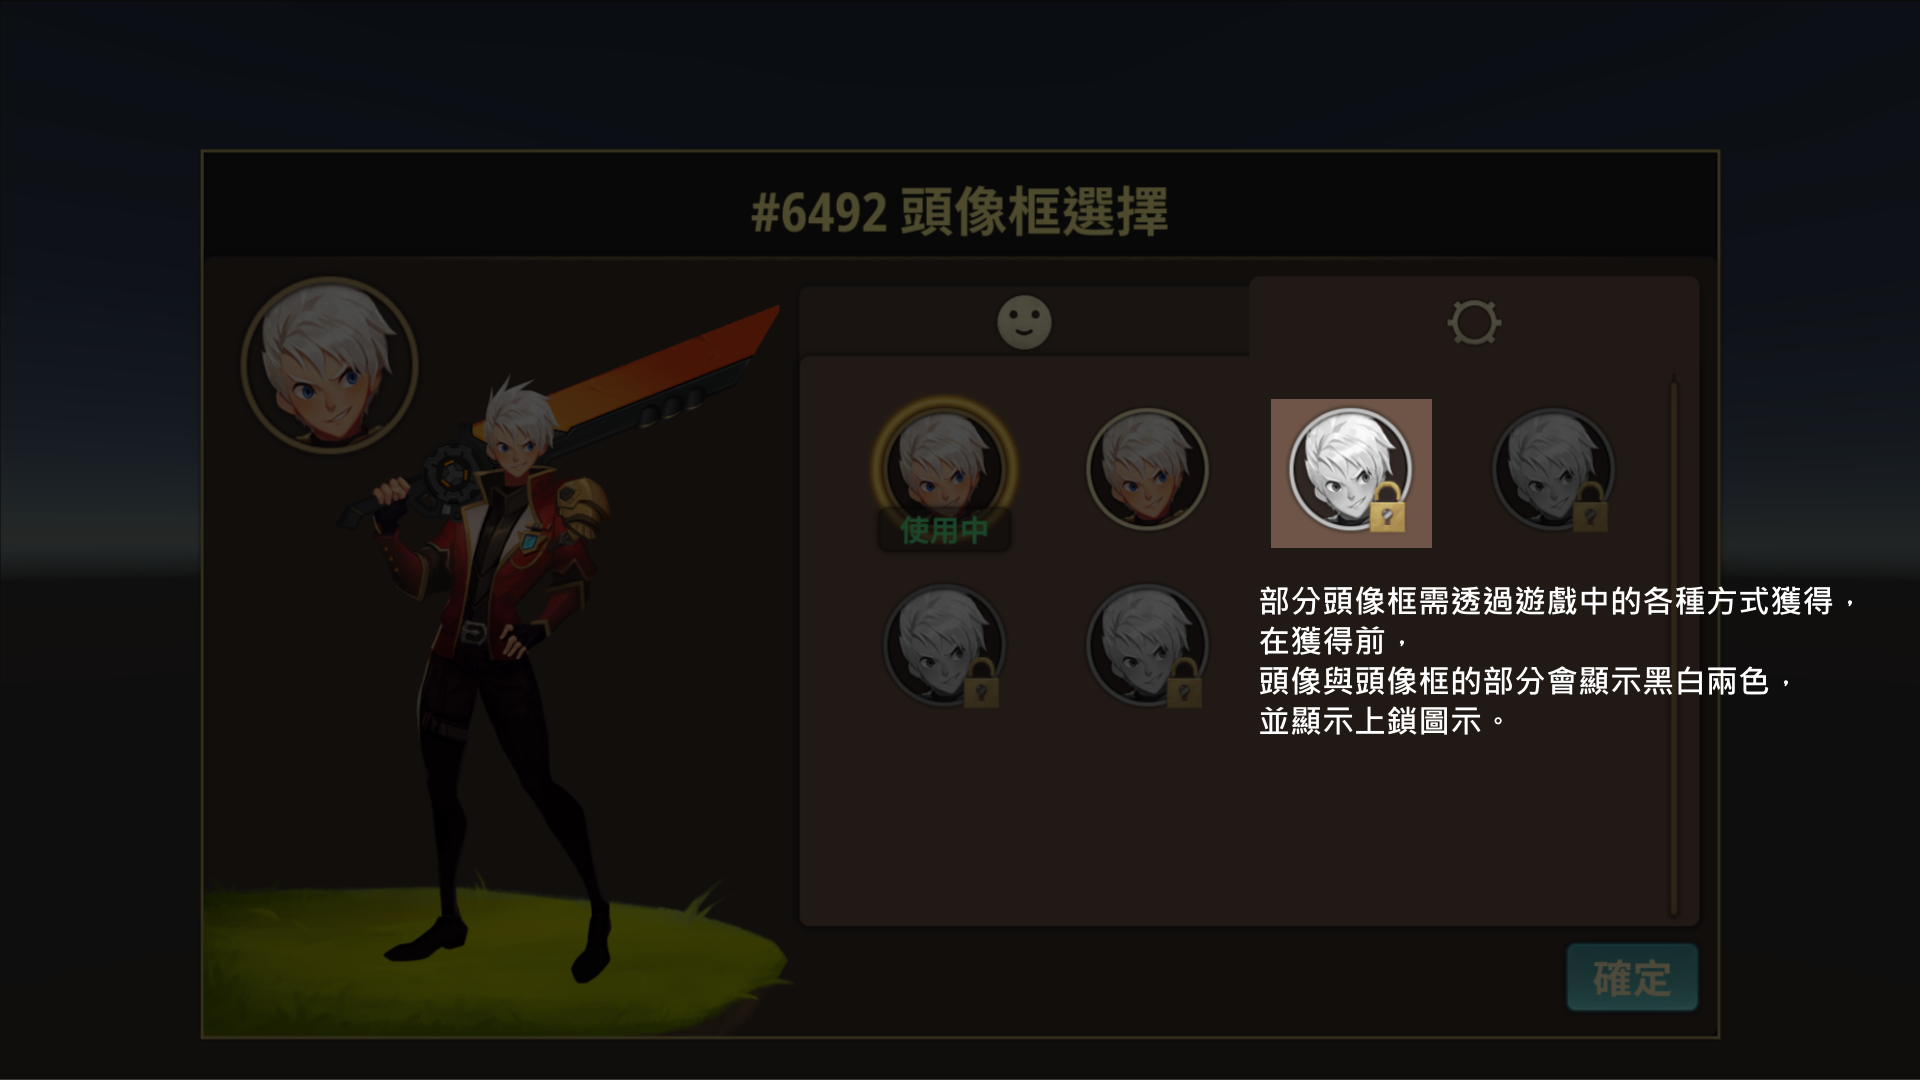 #6492 頭像框選擇
使用中
部分頭像框需透過遊戲中的各種方式獲得，
在獲得前，
頭像與頭像框的部分會顯示黑白兩色，
並顯示上鎖圖示。
確定